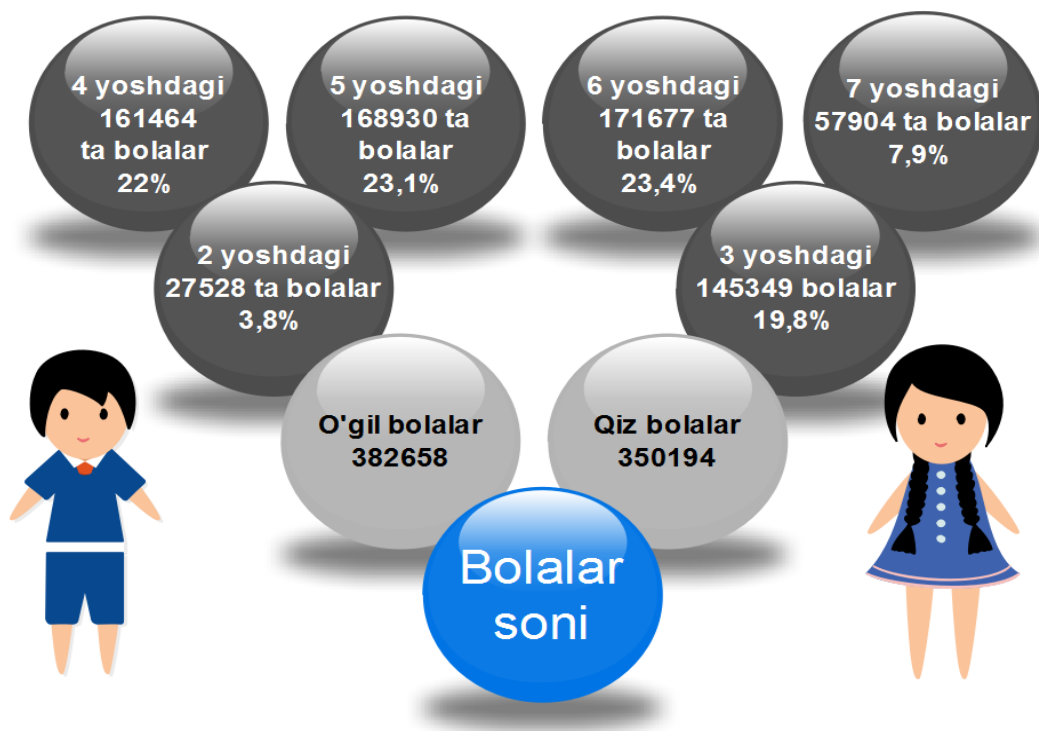 4 yoshdagi
161464
ta bolalar
22%
5 yoshdagi
168930 ta
bolalar
23,1%
6 yoshdagi
171677 ta
bolalar
23,4%
7 yoshdagi
57904 ta bolalar
7,9%
2 yoshdagi
27528 ta bolalar
3,8%
3 yoshdagi
145349 bolalar
19,8%
O'gil bolalar
382658
Qiz bolalar
350194
Bolalar
soni